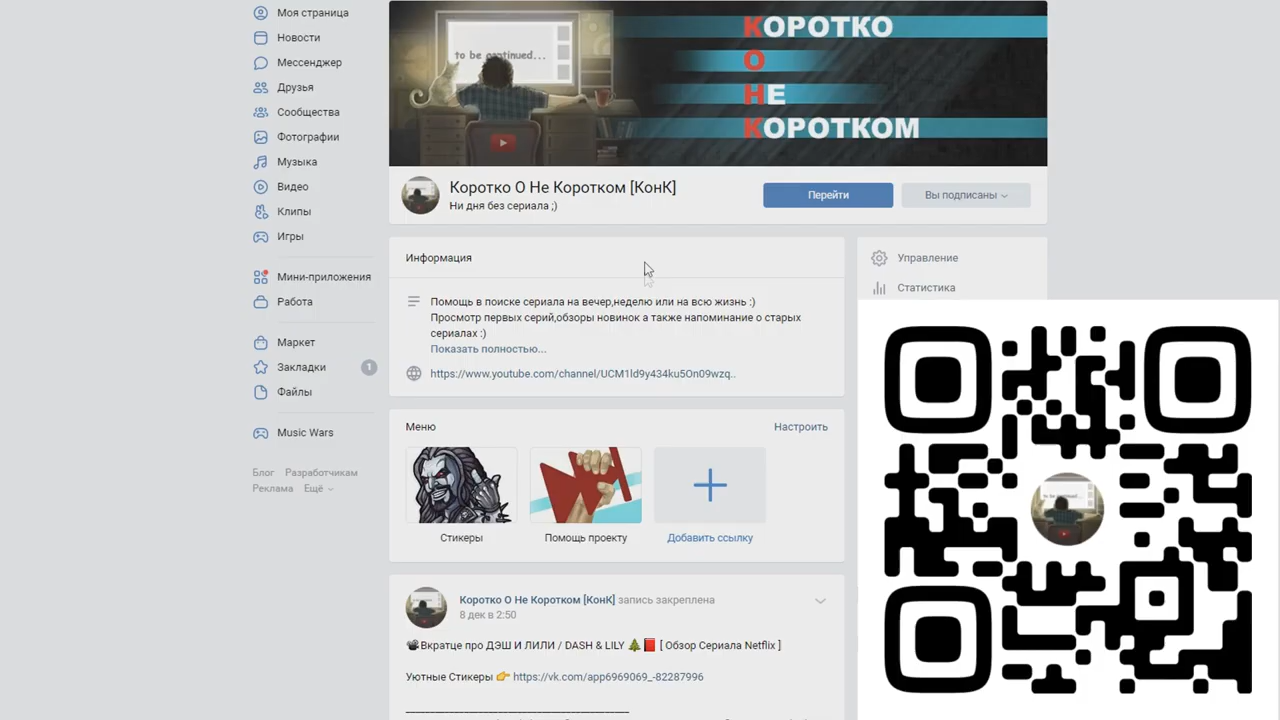 Моя страница
Новости
Мессенджер
Друзья
Сообщества
Фотографии
Музыка
Видео
Клипы
Игры
Мини-приложения
Работа
Маркет
Закладки 1
Файлы
Music Wars
Блог Разработчикам
Реклама Ещё
to be continued...
КОРОТКО
О
НЕ
КОРОТКОМ
Коротко О Не Коротком [КонК]
Ни дня без сериала ;)
Перейти
Вы подписаны
Информация
Помощь в поиске сериала на вечер,неделю или на всю жизнь :)
Просмотр первых серий,обзоры новинок а также напоминание о старых
сериалах :)
Показать полностью...
https://www.youtube.com/channel/UCM1ld9y434ku5On09wzq..
Управление
Статистика
Меню
Настроить
Стикеры
Помощь проекту
Добавить ссылку
Коротко О Не Коротком [КонК] запись закреплена
8 дек в 2:50
📽Вкратце про ДЭШ И ЛИЛИ / DASH & LILY 🎄📕 [ Обзор Сериала Netflix ]
Уютные Стикеры 👉 https://vk.com/app6969069_-82287996